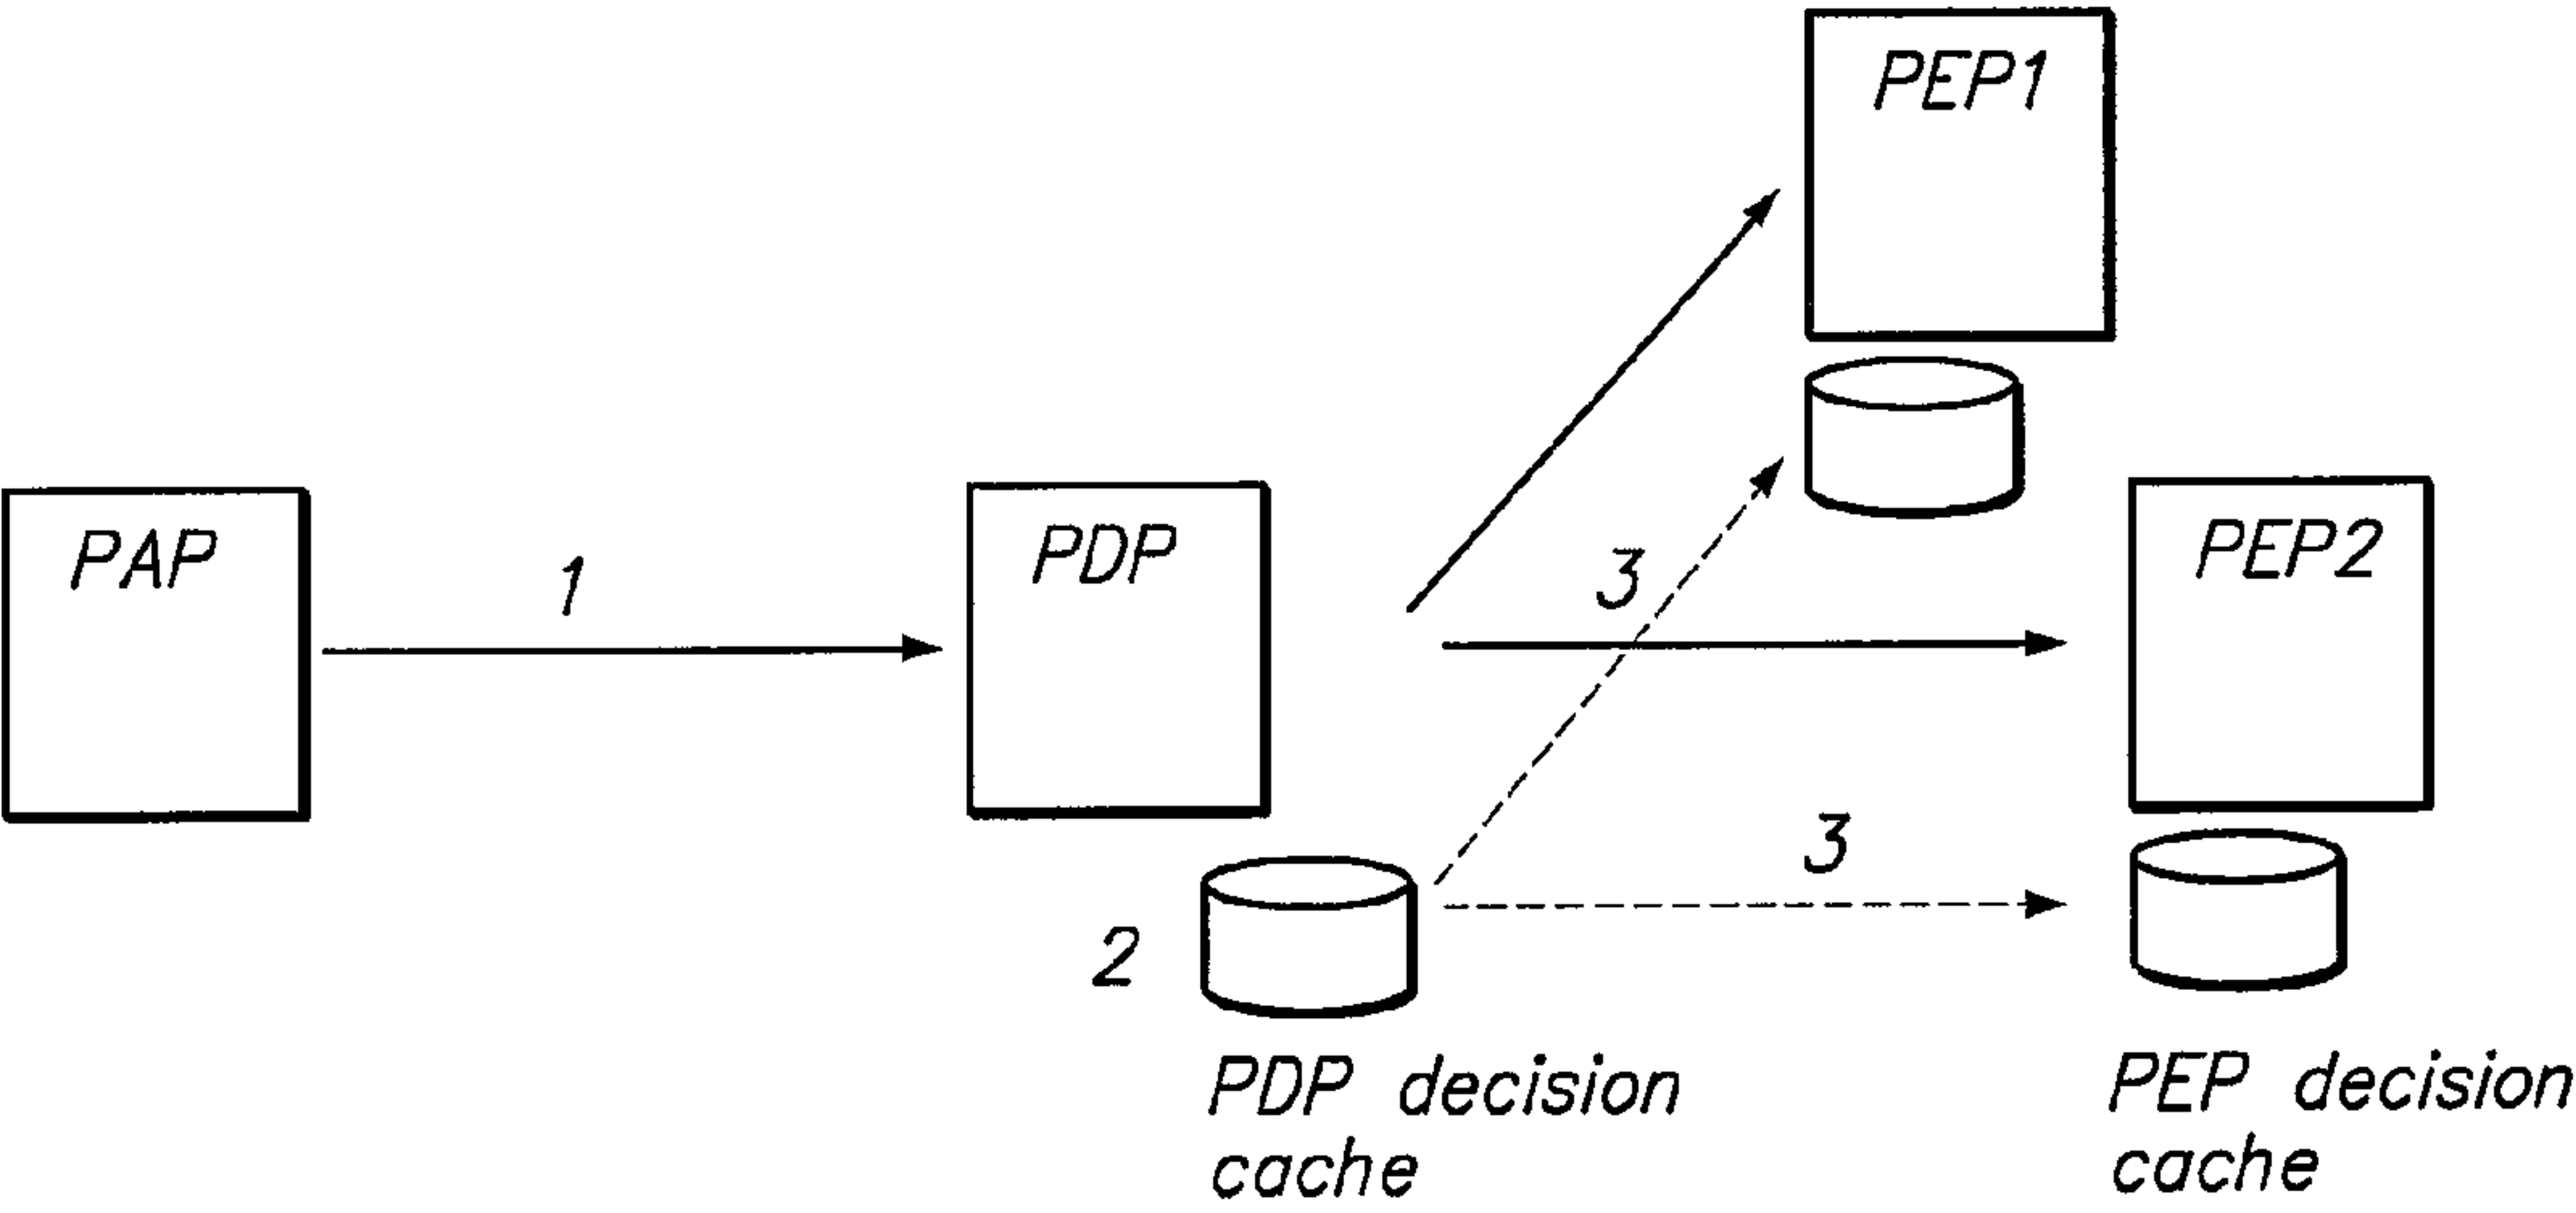 PEP1
PAP
1
PDP
3
PEP2
3
2
PDP decision
cache
PEP decision
cache